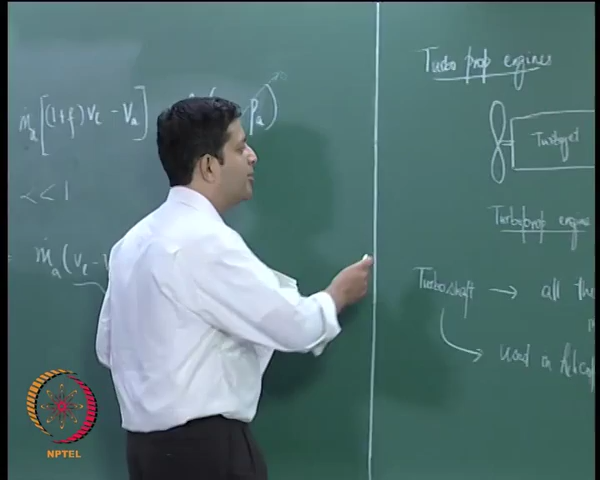 ṁₐ[(1+f)Vₑ - Vₐ] pₐ)
<< 1
= ṁₐ(Vₑ -
Turbo prop engines
Turbojet
Turboprop engine
Turboshaft → all the
used in
NPTEL